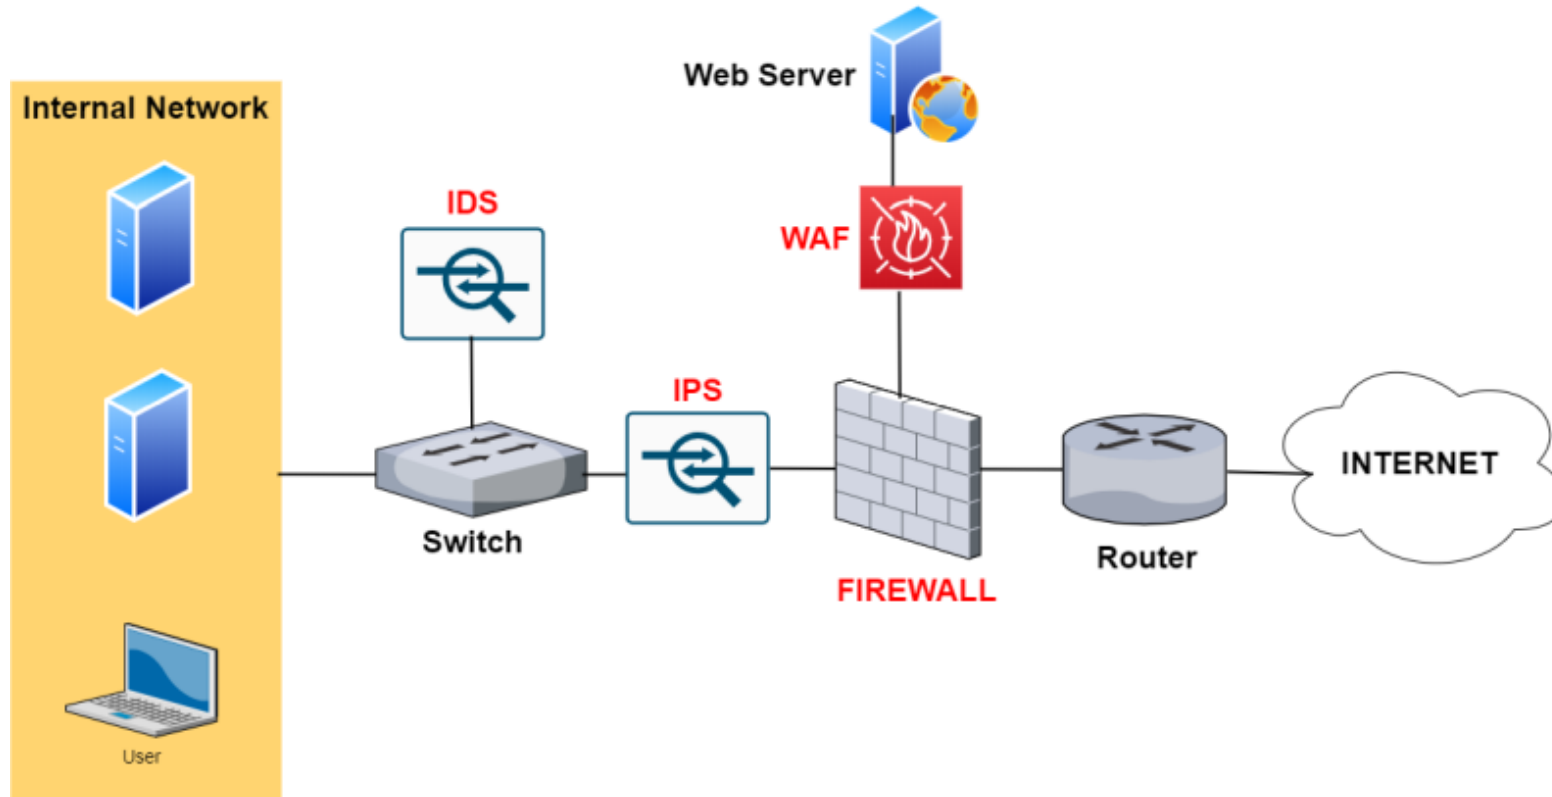 Web Server
Internal Network
IDS
WAF
IPS
INTERNET
Switch
Router
FIREWALL
User